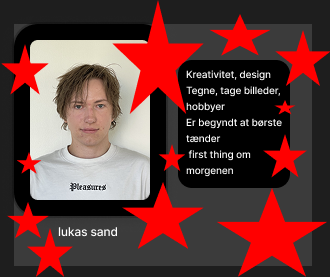 Kreativitet, design
Tegne, tage billeder,
hobbyer
Er begyndt at børste
tænder
first thing om
morgenen
Pleasures
lukas sand